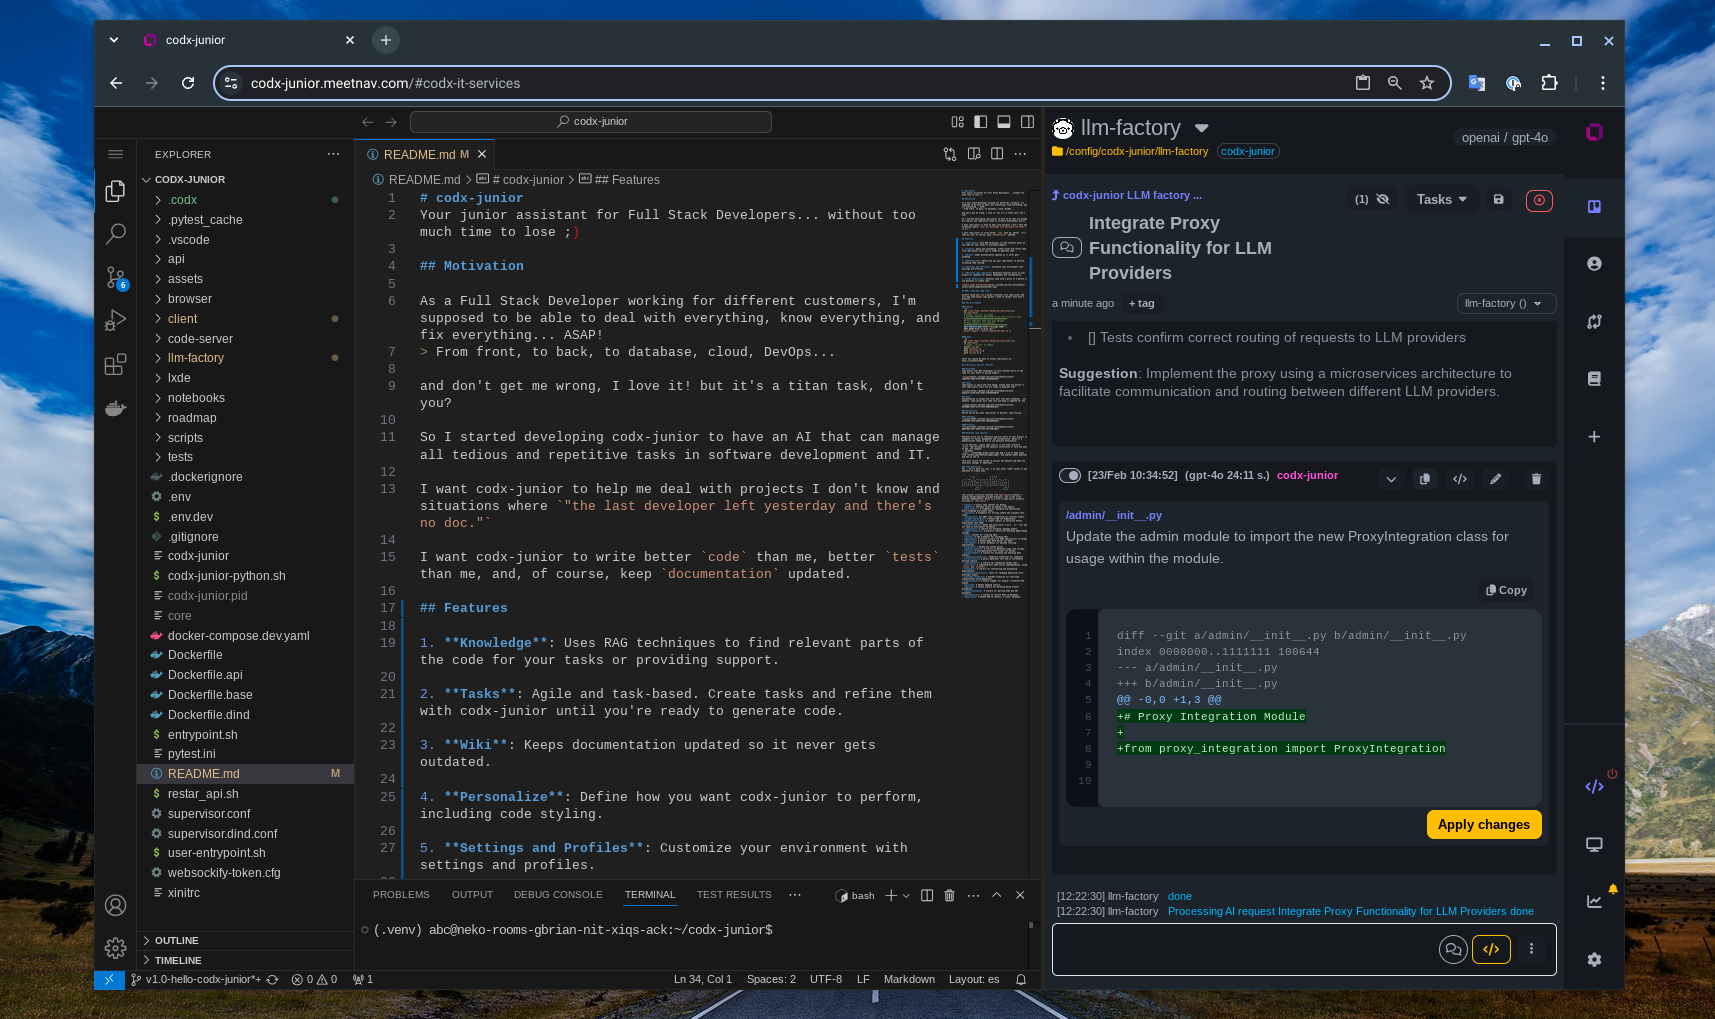 codx-junior
codx-junior.meetnav.com/#codx-it-services
codx-junior
EXPLORER
CODX-JUNIOR
.codx
.pytest_cache
.vscode
api
assets
browser
client
code-server
llm-factory
lxde
notebooks
roadmap
scripts
tests
.dockerignore
.env
.env.dev
.gitignore
codx-junior
codx-junior-python.sh
codx-junior.pid
core
docker-compose.dev.yaml
Dockerfile
Dockerfile.api
Dockerfile.base
Dockerfile.dind
entrypoint.sh
pytest.ini
README.md M
restar_api.sh
supervisor.conf
supervisor.dind.conf
user-entrypoint.sh
websockify-token.cfg
xinitrc
OUTLINE
TIMELINE
6
README.md M
README.md > # codx-junior > ## Features
1 # codx-junior
2 Your junior assistant for Full Stack Developers... without too
much time to lose ;)
3
4 ## Motivation
5
6 As a Full Stack Developer working for different customers, I'm
supposed to be able to deal with everything, know everything, and
fix everything... ASAP!
7 > From front, to back, to database, cloud, DevOps...
8
9 and don't get me wrong, I love it! but it's a titan task, don't
you?
10
11 So I started developing codx-junior to have an AI that can manage
all tedious and repetitive tasks in software development and IT.
12
13 I want codx-junior to help me deal with projects I don't know and
situations where `"the last developer left yesterday and there's
no doc."`
14
15 I want codx-junior to write better `code` than me, better `tests`
than me, and, of course, keep `documentation` updated.
16
17 ## Features
18
19 1. **Knowledge**: Uses RAG techniques to find relevant parts of
the code for your tasks or providing support.
20
21 2. **Tasks**: Agile and task-based. Create tasks and refine them
with codx-junior until you're ready to generate code.
22
23 3. **Wiki**: Keeps documentation updated so it never gets
outdated.
24
25 4. **Personalize**: Define how you want codx-junior to perform,
including code styling.
26
27 5. **Settings and Profiles**: Customize your environment with
settings and profiles.
migrating
PROBLEMS OUTPUT DEBUG CONSOLE TERMINAL TEST RESULTS
bash
(.venv) abc@neko-rooms-gbrian-nit-xiqs-ack:~/codx-junior$
v1.0-hello-codx-junior*+ 0 0 1
Ln 34, Col 1 Spaces: 2 UTF-8 LF Markdown Layout: es
llm-factory
openai / gpt-4o
/config/codx-junior/llm-factory codx-junior
codx-junior LLM factory ...
(1) Tasks
Integrate Proxy
Functionality for LLM
Providers
a minute ago + tag
llm-factory ()
[] Tests confirm correct routing of requests to LLM providers
Suggestion: Implement the proxy using a microservices architecture to
facilitate communication and routing between different LLM providers.
[23/Feb 10:34:52] (gpt-4o 24:11 s.) codx-junior
/admin/__init__.py
Update the admin module to import the new ProxyIntegration class for
usage within the module.
Copy
1 diff --git a/admin/__init__.py b/admin/__init__.py
2 index 0000000..1111111 100644
3 --- a/admin/__init__.py
4 +++ b/admin/__init__.py
5 @@ -0,0 +1,3 @@
6 +# Proxy Integration Module
7 +
8 +from proxy_integration import ProxyIntegration
9
10
Apply changes
[12:22:30] llm-factory done
[12:22:30] llm-factory Processing AI request Integrate Proxy Functionality for LLM Providers done